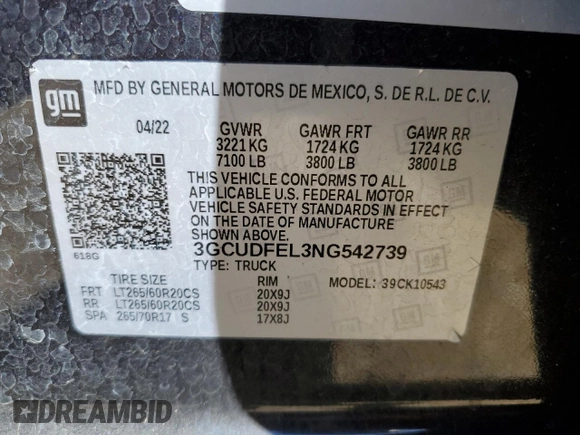 gm
MFD BY GENERAL MOTORS DE MEXICO, S. DE R.L. DE C.V.
04/22 GVWR GAWR FRT GAWR RR
3221 KG 1724 KG 1724 KG
7100 LB 3800 LB 3800 LB
THIS VEHICLE CONFORMS TO ALL
APPLICABLE U.S. FEDERAL MOTOR
VEHICLE SAFETY STANDARDS IN EFFECT
ON THE DATE OF MANUFACTURE
SHOWN ABOVE.
618G 3GCUDFEL3NG542739
TYPE: TRUCK
TIRE SIZE RIM MODEL: 39CK10543
FRT LT265/60R20CS 20X9J
RR LT265/60R20CS 20X9J
SPA 265/70R17 S 17X8J
DREAMBID